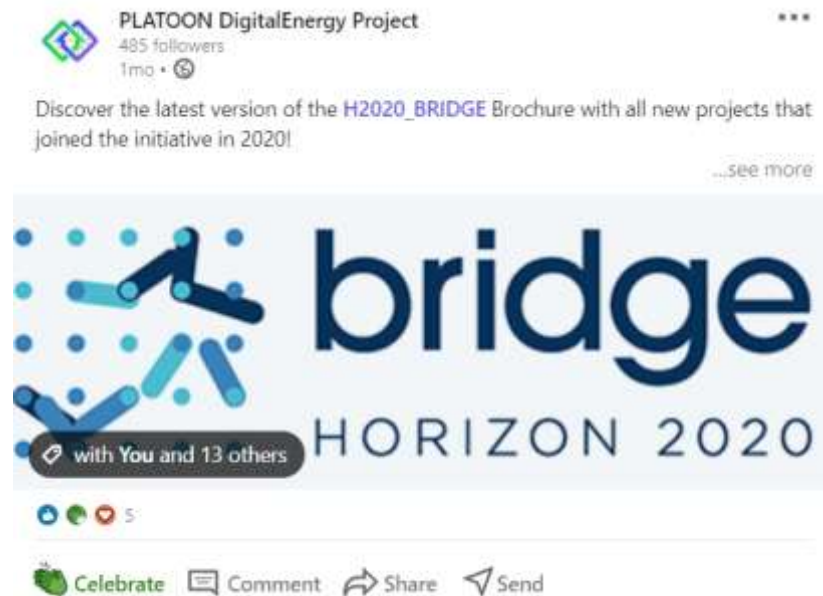 PLATOON DigitalEnergy Project
485 followers
1mo •
Discover the latest version of the H2020_BRIDGE Brochure with all new projects that
joined the initiative in 2020!
...see more
bridge
HORIZON 2020
with You and 13 others
5
Celebrate Comment Share Send